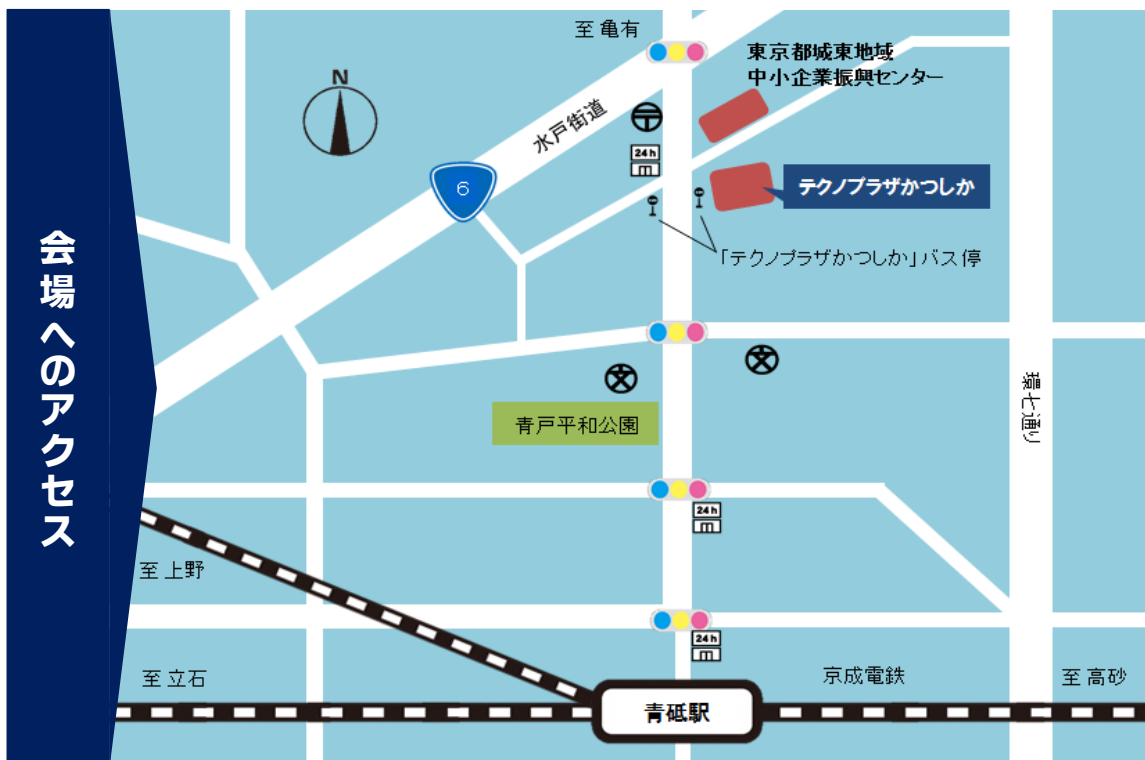 会場へのアクセス
至 亀有
東京都城東地域
中小企業振興センター
N
水戸街道
24h
6
テクノプラザかつしか
「テクノプラザかつしか」バス停
環七通り
青戸平和公園
24h
至 上野
24h
至 立石
京成電鉄
至 高砂
青砥駅